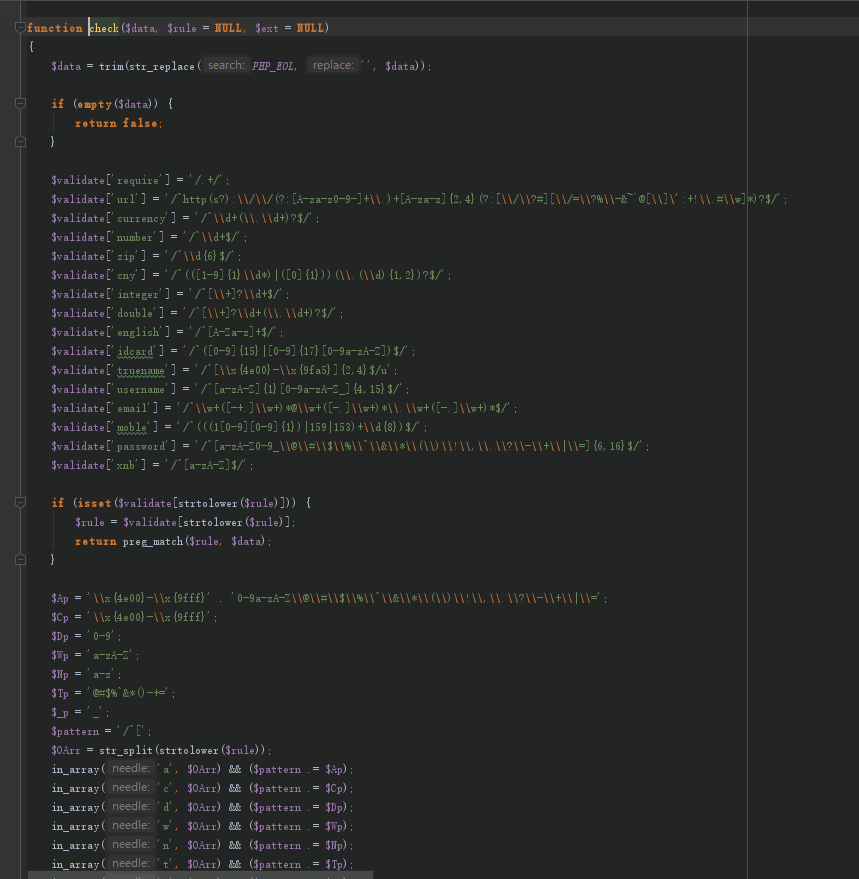 function check($data, $rule = NULL, $ext = NULL)
{
$data = trim(str_replace( search: PHP_EOL, replace: '', $data));
if (empty($data)) {
return false;
}
$validate['require'] = '/.+/';
$validate['url'] = '/^http(s?):\\/\\/(?:[A-za-z0-9-]+\\.)+[A-za-z]{2,4}(?:[\\/\\?#][\\/=\\?%\\-&~`@[\\]\':+!\\.#\\w]*)?$/';
$validate['currency'] = '/^\\d+(\\.\\d+)?$/';
$validate['number'] = '/^\\d+$/';
$validate['zip'] = '/^\\d{6}$/';
$validate['cny'] = '/^(([1-9]{1}\\d*)|([0]{1}))(\\.(\\d){1,2})?$/';
$validate['integer'] = '/^[\\+]?\\d+$/';
$validate['double'] = '/^[\\+]?\\d+(\\.\\d+)?$/';
$validate['english'] = '/^[A-Za-z]+$/';
$validate['idcard'] = '/^([0-9]{15}|[0-9]{17}[0-9a-zA-Z])$/';
$validate['truename'] = '/^[\\x{4e00}-\\x{9fa5}]{2,4}$/u';
$validate['username'] = '/^[a-zA-Z]{1}[0-9a-zA-Z_]{4,15}$/';
$validate['email'] = '/^\\w+([-+.]\\w+)*@\\w+([-.]\\w+)*\\.\\w+([-.]\\w+)*$/';
$validate['moble'] = '/^(((1[0-9][0-9]{1})|159|153)+\\d{8})$/';
$validate['password'] = '/^[a-zA-Z0-9_\\@\\#\\$\\%\\^\\&\\*\\(\\)\\!\\,\\.\\?\\-\\+\\|\\=]{6,16}$/';
$validate['xnb'] = '/^[a-zA-Z]$/';
if (isset($validate[strtolower($rule)])) {
$rule = $validate[strtolower($rule)];
return preg_match($rule, $data);
}
$Ap = '\\x{4e00}-\\x{9fff}' . '0-9a-zA-Z\\@\\#\\$\\%\\^\\&\\*\\(\\)\\!\\,\\.\\?\\-\\+\\|\\=';
$Cp = '\\x{4e00}-\\x{9fff}';
$Dp = '0-9';
$Wp = 'a-zA-Z';
$Np = 'a-z';
$Tp = '@#$%^&*()-+=';
$_p = '_';
$pattern = '/^[';
$OArr = str_split(strtolower($rule));
in_array( needle: 'a', $OArr) && ($pattern .= $Ap);
in_array( needle: 'c', $OArr) && ($pattern .= $Cp);
in_array( needle: 'd', $OArr) && ($pattern .= $Dp);
in_array( needle: 'w', $OArr) && ($pattern .= $Wp);
in_array( needle: 'n', $OArr) && ($pattern .= $Np);
in_array( needle: 't', $OArr) && ($pattern .= $Tp);